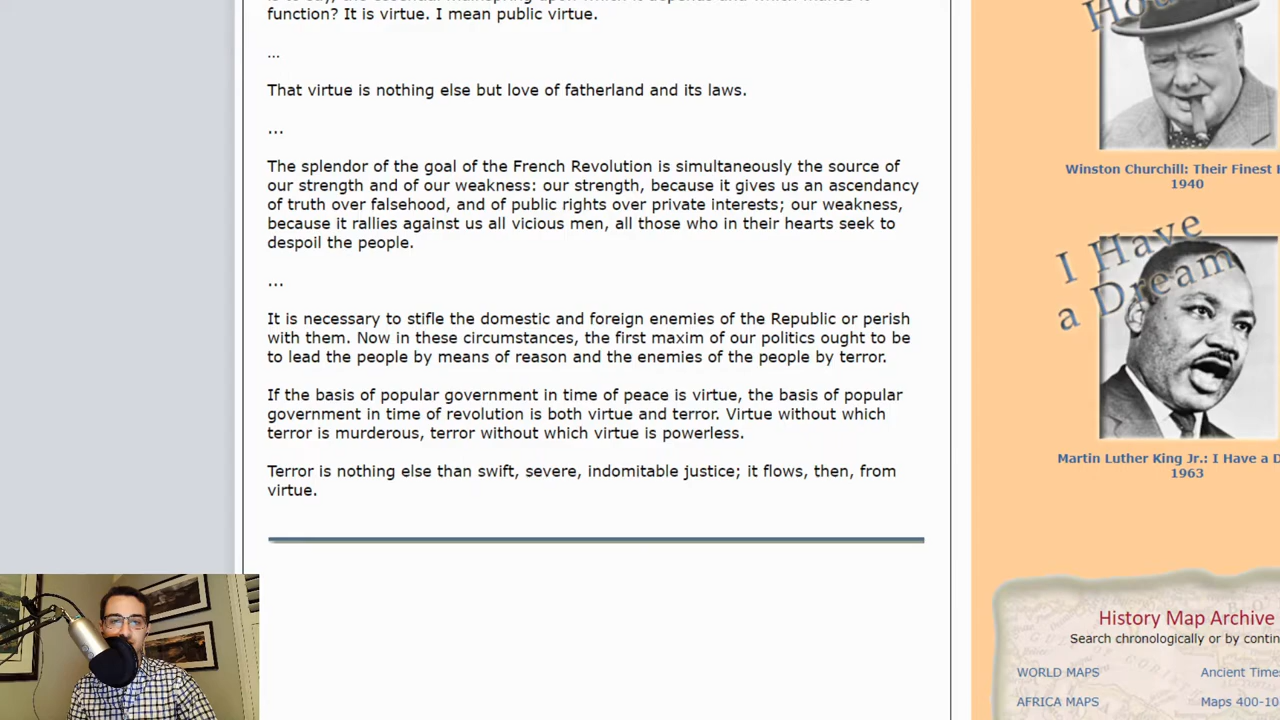 function? It is virtue. I mean public virtue.
...
That virtue is nothing else but love of fatherland and its laws.
...
The splendor of the goal of the French Revolution is simultaneously the source of
our strength and of our weakness: our strength, because it gives us an ascendancy
of truth over falsehood, and of public rights over private interests; our weakness,
because it rallies against us all vicious men, all those who in their hearts seek to
despoil the people.
...
It is necessary to stifle the domestic and foreign enemies of the Republic or perish
with them. Now in these circumstances, the first maxim of our politics ought to be
to lead the people by means of reason and the enemies of the people by terror.
If the basis of popular government in time of peace is virtue, the basis of popular
government in time of revolution is both virtue and terror. Virtue without which
terror is murderous, terror without which virtue is powerless.
Terror is nothing else than swift, severe, indomitable justice; it flows, then, from
virtue.
Winston Churchill: Their Finest
1940
I Have
a Dream
Martin Luther King Jr.: I Have a
1963
History Map Archive
Search chronologically or by
WORLD MAPS
Ancient
AFRICA MAPS
Maps